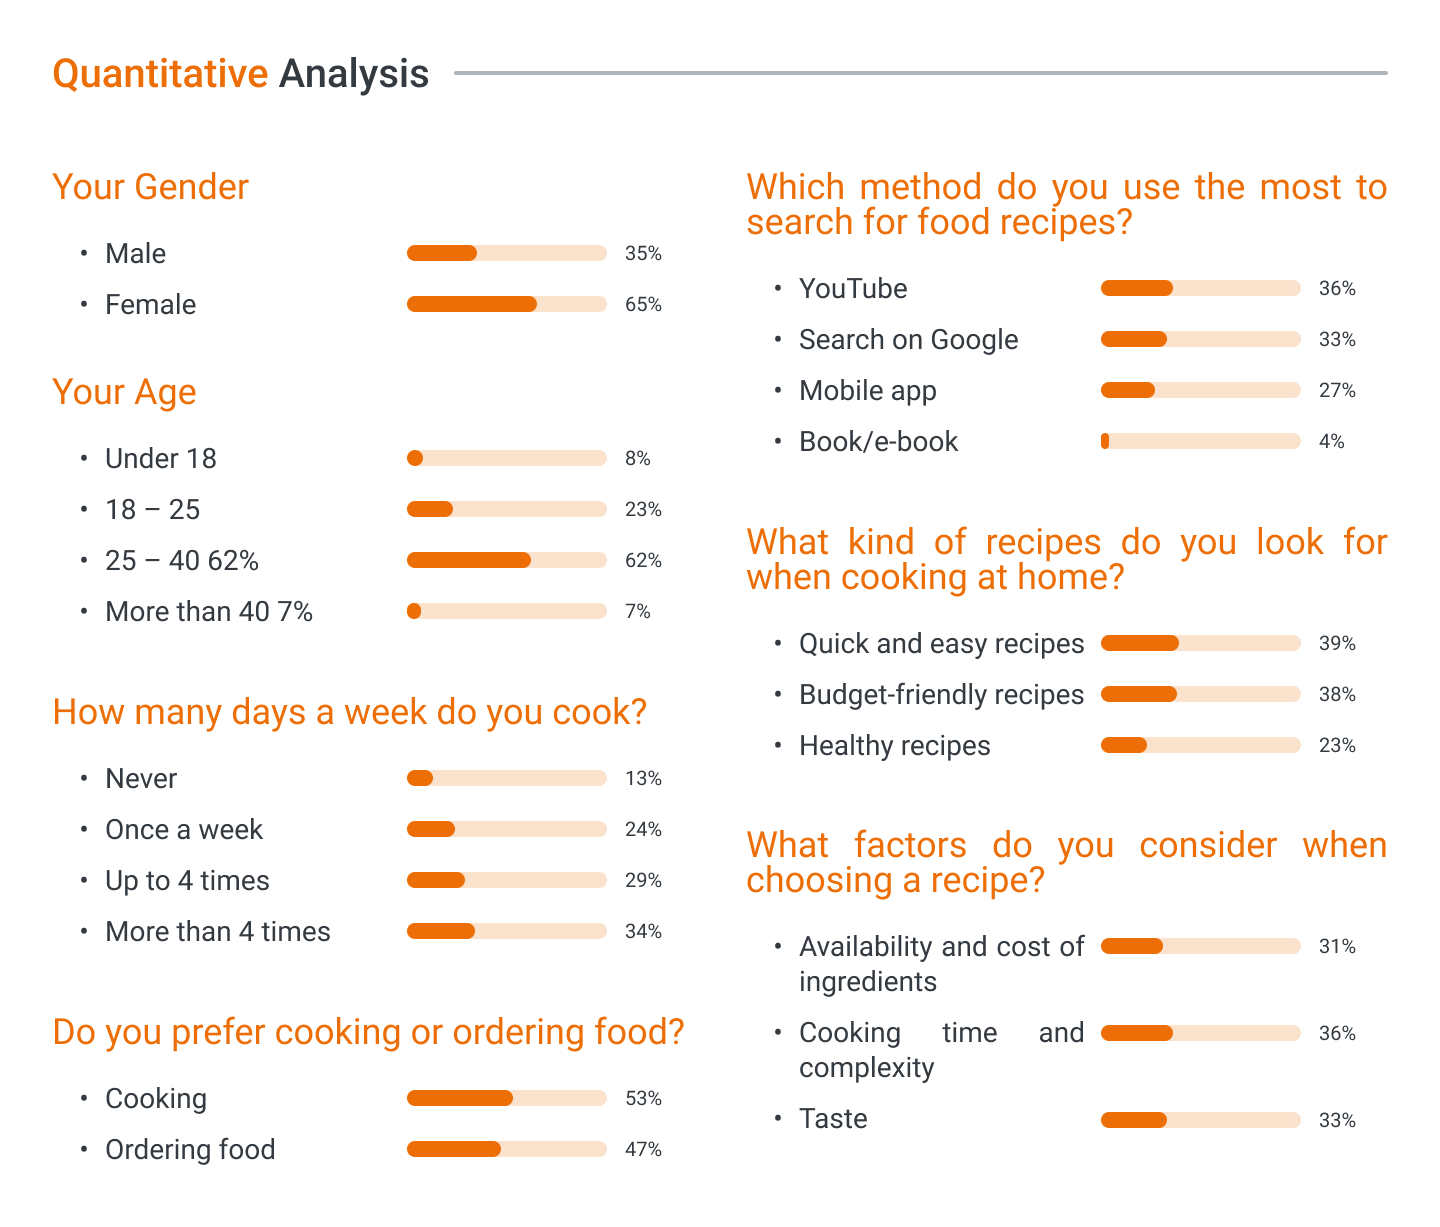 Quantitative Analysis
Your Gender
• Male 35%
• Female 65%
Your Age
• Under 18 8%
• 18 – 25 23%
• 25 – 40 62% 62%
• More than 40 7% 7%
How many days a week do you cook?
• Never 13%
• Once a week 24%
• Up to 4 times 29%
• More than 4 times 34%
Do you prefer cooking or ordering food?
• Cooking 53%
• Ordering food 47%
Which method do you use the most to
search for food recipes?
• YouTube 36%
• Search on Google 33%
• Mobile app 27%
• Book/e-book 4%
What kind of recipes do you look for
when cooking at home?
• Quick and easy recipes 39%
• Budget-friendly recipes 38%
• Healthy recipes 23%
What factors do you consider when
choosing a recipe?
• Availability and cost of 31%
ingredients
• Cooking time and 36%
complexity
• Taste 33%